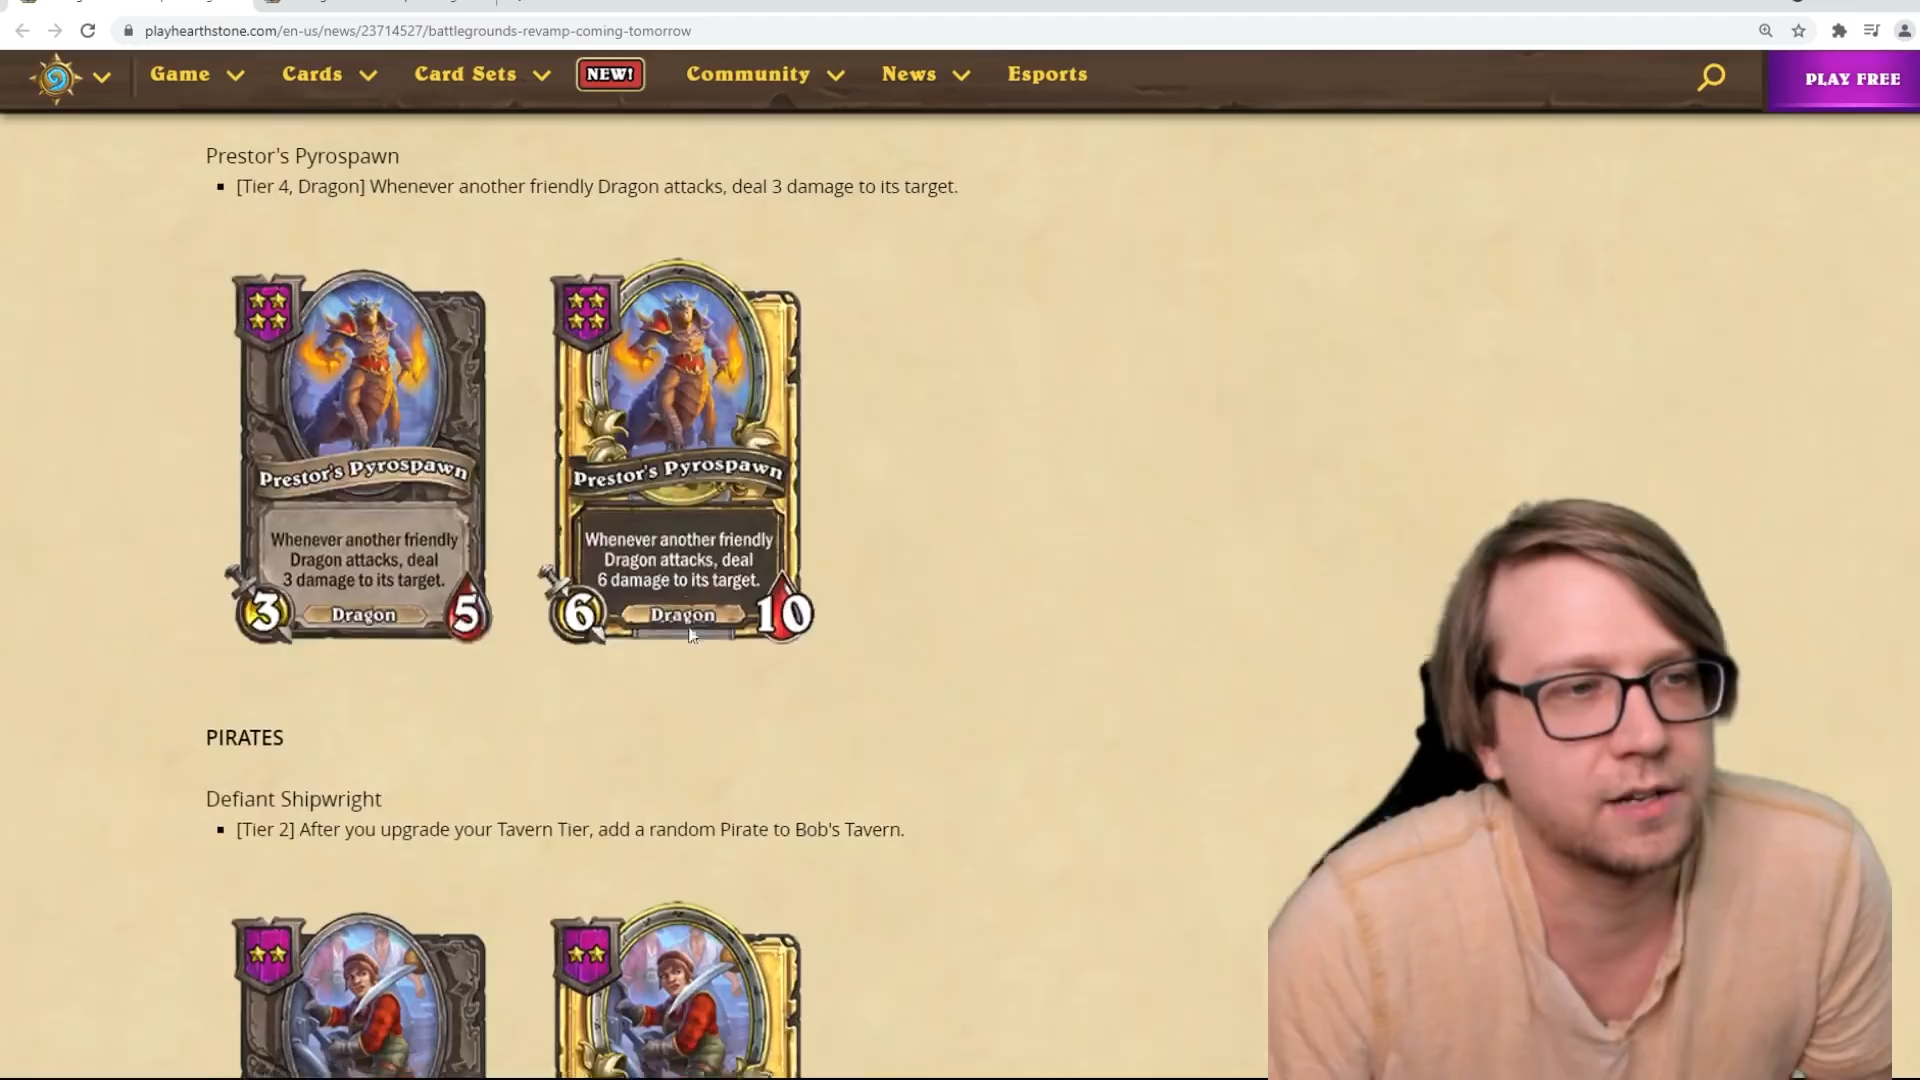 playhearthstone.com/en-us/news/23714527/battlegrounds-revamp-coming-tomorrow
Game Cards Card Sets NEW! Community News Esports PLAY FREE
Prestor's Pyrospawn
[Tier 4, Dragon] Whenever another friendly Dragon attacks, deal 3 damage to its target.
Prestor's Pyrospawn
Whenever another friendly
Dragon attacks, deal
3 damage to its target.
3 Dragon 5
Prestor's Pyrospawn
Whenever another friendly
Dragon attacks, deal
6 damage to its target.
6 Dragon 10
PIRATES
Defiant Shipwright
[Tier 2] After you upgrade your Tavern Tier, add a random Pirate to Bob's Tavern.